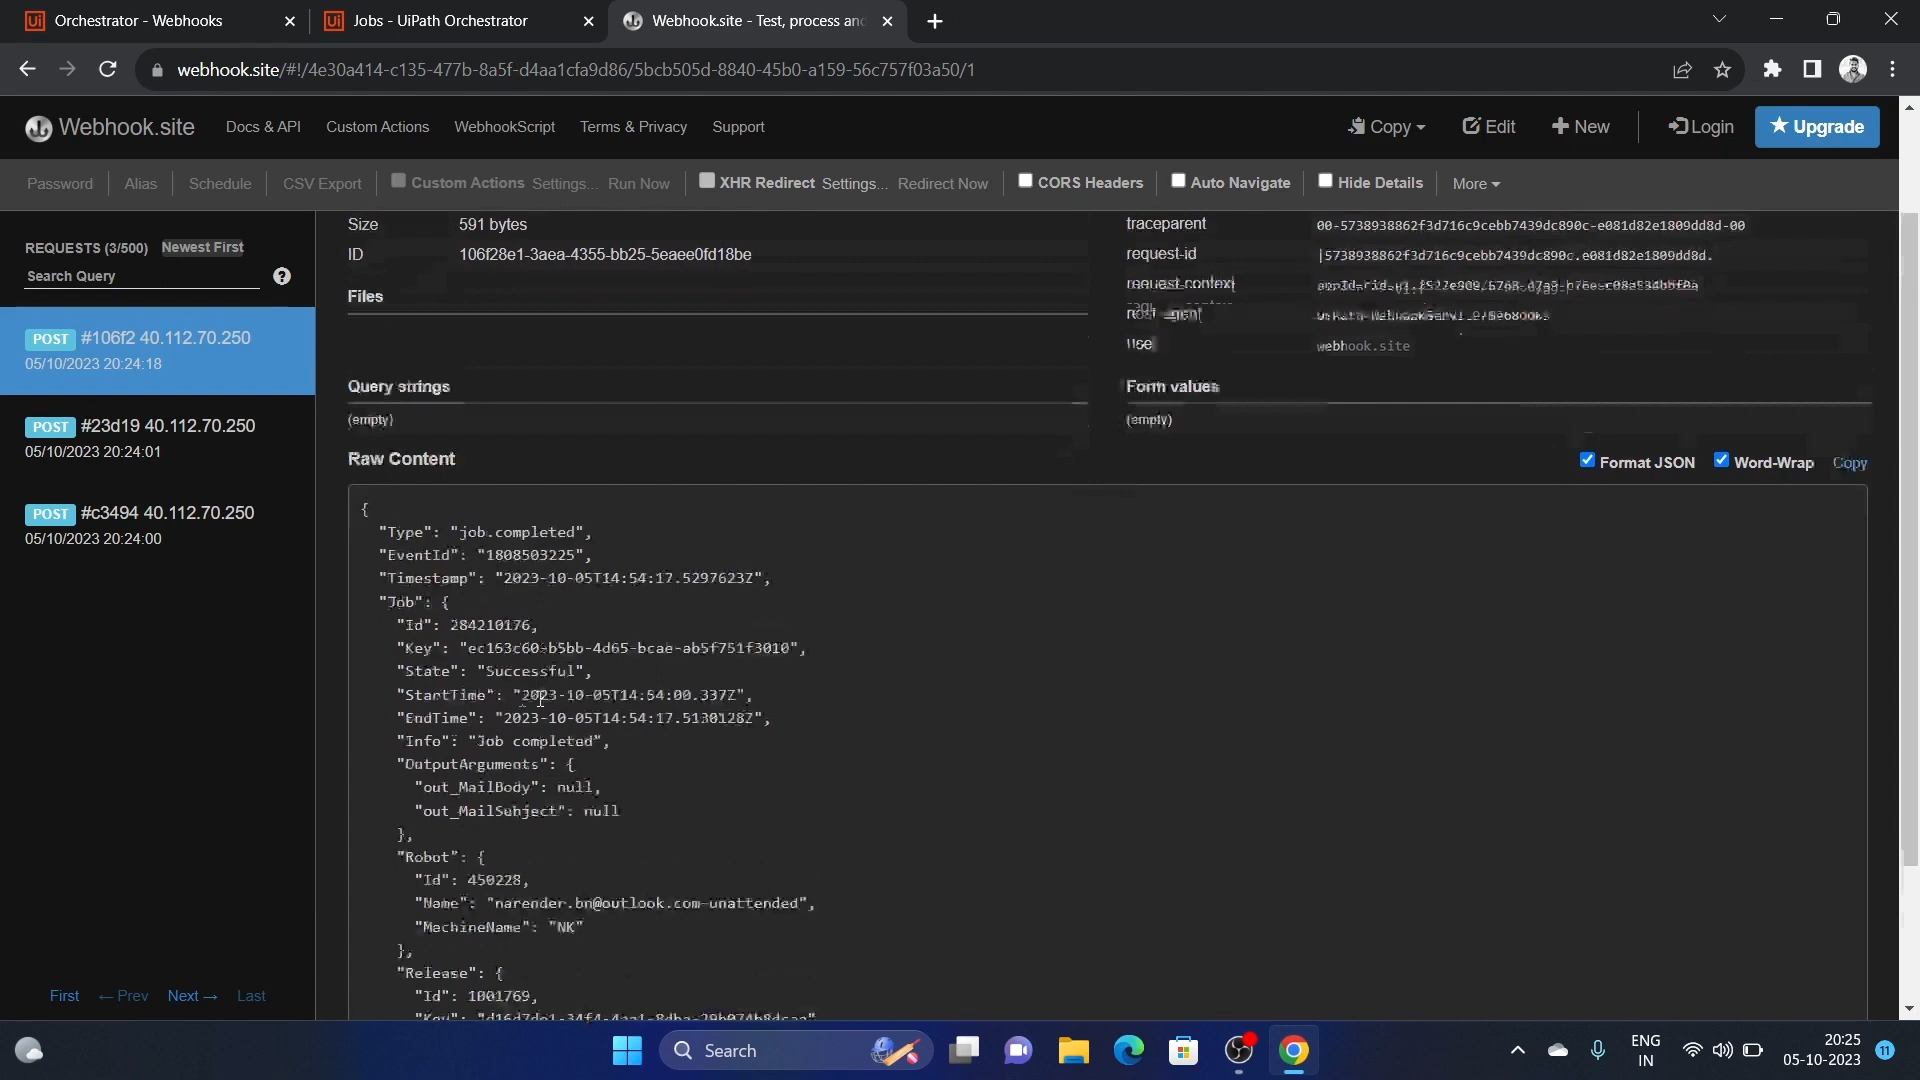 Orchestrator - Webhooks
Jobs - UiPath Orchestrator
Webhook.site - Test, process and
webhook.site/#!/4e30a414-c135-477b-8a5f-d4aa1cfa9d86/5bcb505d-8840-45b0-a159-56c757f03a50/1
Webhook.site
Docs & API
Custom Actions
WebhookScript
Terms & Privacy
Support
Copy
Edit
New
Login
Upgrade
Password
Alias
Schedule
CSV Export
Custom Actions
Settings...
Run Now
XHR Redirect
Settings...
Redirect Now
CORS Headers
Auto Navigate
Hide Details
More
REQUESTS (3/500) Newest First
Search Query
POST #106f2 40.112.70.250
05/10/2023 20:24:18
POST #23d19 40.112.70.250
05/10/2023 20:24:01
POST #c3494 40.112.70.250
05/10/2023 20:24:00
First ← Prev Next → Last
Size 591 bytes
ID 106f28e1-3aea-4355-bb25-5eaee0fd18be
Files
traceparent 00-5738938862f3d716c9cebb7439dc890c-e081d82e1809dd8d-00
request-id |5738938862f3d716c9cebb7439dc890c.e081d82e1809dd8d.
request-context
webhook.site
Query strings
(empty)
Form values
(empty)
Raw Content
Format JSON
Word-Wrap
Copy
{
"Type": "job.completed",
"EventId": "1808503225",
"Timestamp": "2023-10-05T14:54:17.5297623Z",
"Job": {
"Id": 284210176,
"Key": "ec163c60-b5bb-4d65-bcae-ab5f751f3010",
"State": "Successful",
"StartTime": "2023-10-05T14:54:00.337Z",
"EndTime": "2023-10-05T14:54:17.5130128Z",
"Info": "Job completed",
"OutputArguments": {
"out_MailBody": null,
"out_MailSubject": null
},
"Robot": {
"Id": 450228,
"Name": "narender.bn@outlook.com-unattended",
"MachineName": "NK"
},
"Release": {
"Id": 1001769,
"Key":
Search
ENG
IN
20:25
05-10-2023
11